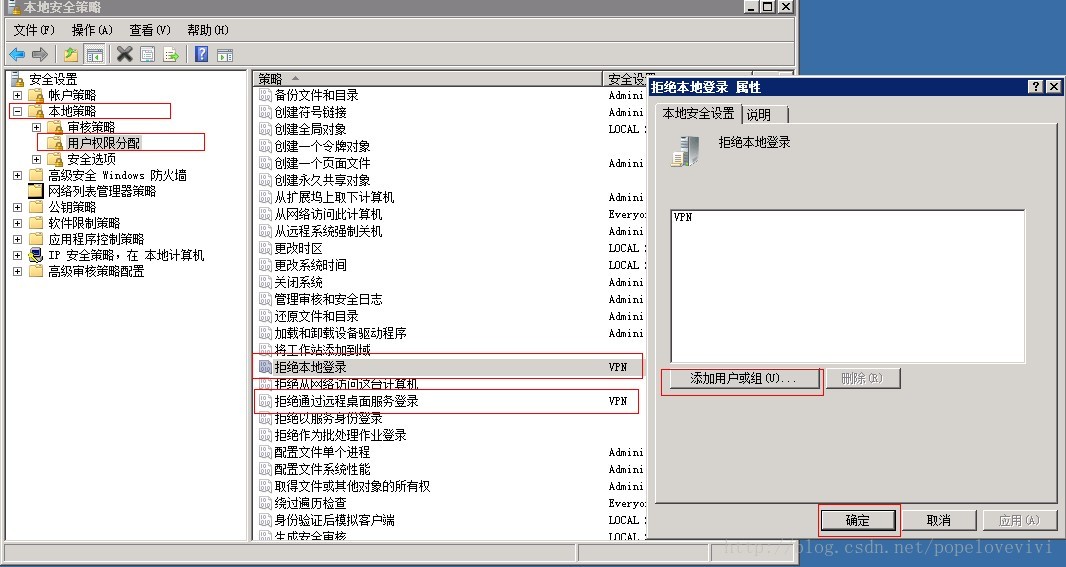 本地安全策略
文件(F) 操作(A) 查看(V) 帮助(H)
安全设置
帐户策略
本地策略
审核策略
用户权限分配
安全选项
高级安全 Windows 防火墙
网络列表管理器策略
公钥策略
软件限制策略
应用程序控制策略
IP 安全策略，在 本地计算机
高级审核策略配置
策略 安全设置
备份文件和目录 Admini
创建符号链接 Admini
创建全局对象 LOCAL
创建一个令牌对象
创建一个页面文件 Admini
创建永久共享对象
从扩展坞上取下计算机 Admini
从网络访问此计算机 Everyo
从远程系统强制关机 Admini
更改时区 LOCAL
更改系统时间 LOCAL
关闭系统 Admini
管理审核和安全日志 Admini
还原文件和目录 Admini
加载和卸载设备驱动程序 Admini
将工作站添加到域
拒绝本地登录 VPN
拒绝从网络访问这台计算机
拒绝通过远程桌面服务登录 VPN
拒绝以服务身份登录
拒绝作为批处理作业登录
配置文件单个进程 Admini
配置文件系统性能 Admini
取得文件或其他对象的所有权 Admini
绕过遍历检查 Everyo
身份验证后模拟客户端 LOCAL
生成安全审核 LOCAL
拒绝本地登录 属性
本地安全设置 说明
拒绝本地登录
VPN
添加用户或组(U)... 删除(R)
确定 取消 应用(A)
http://blog.csdn.net/popelovevivi